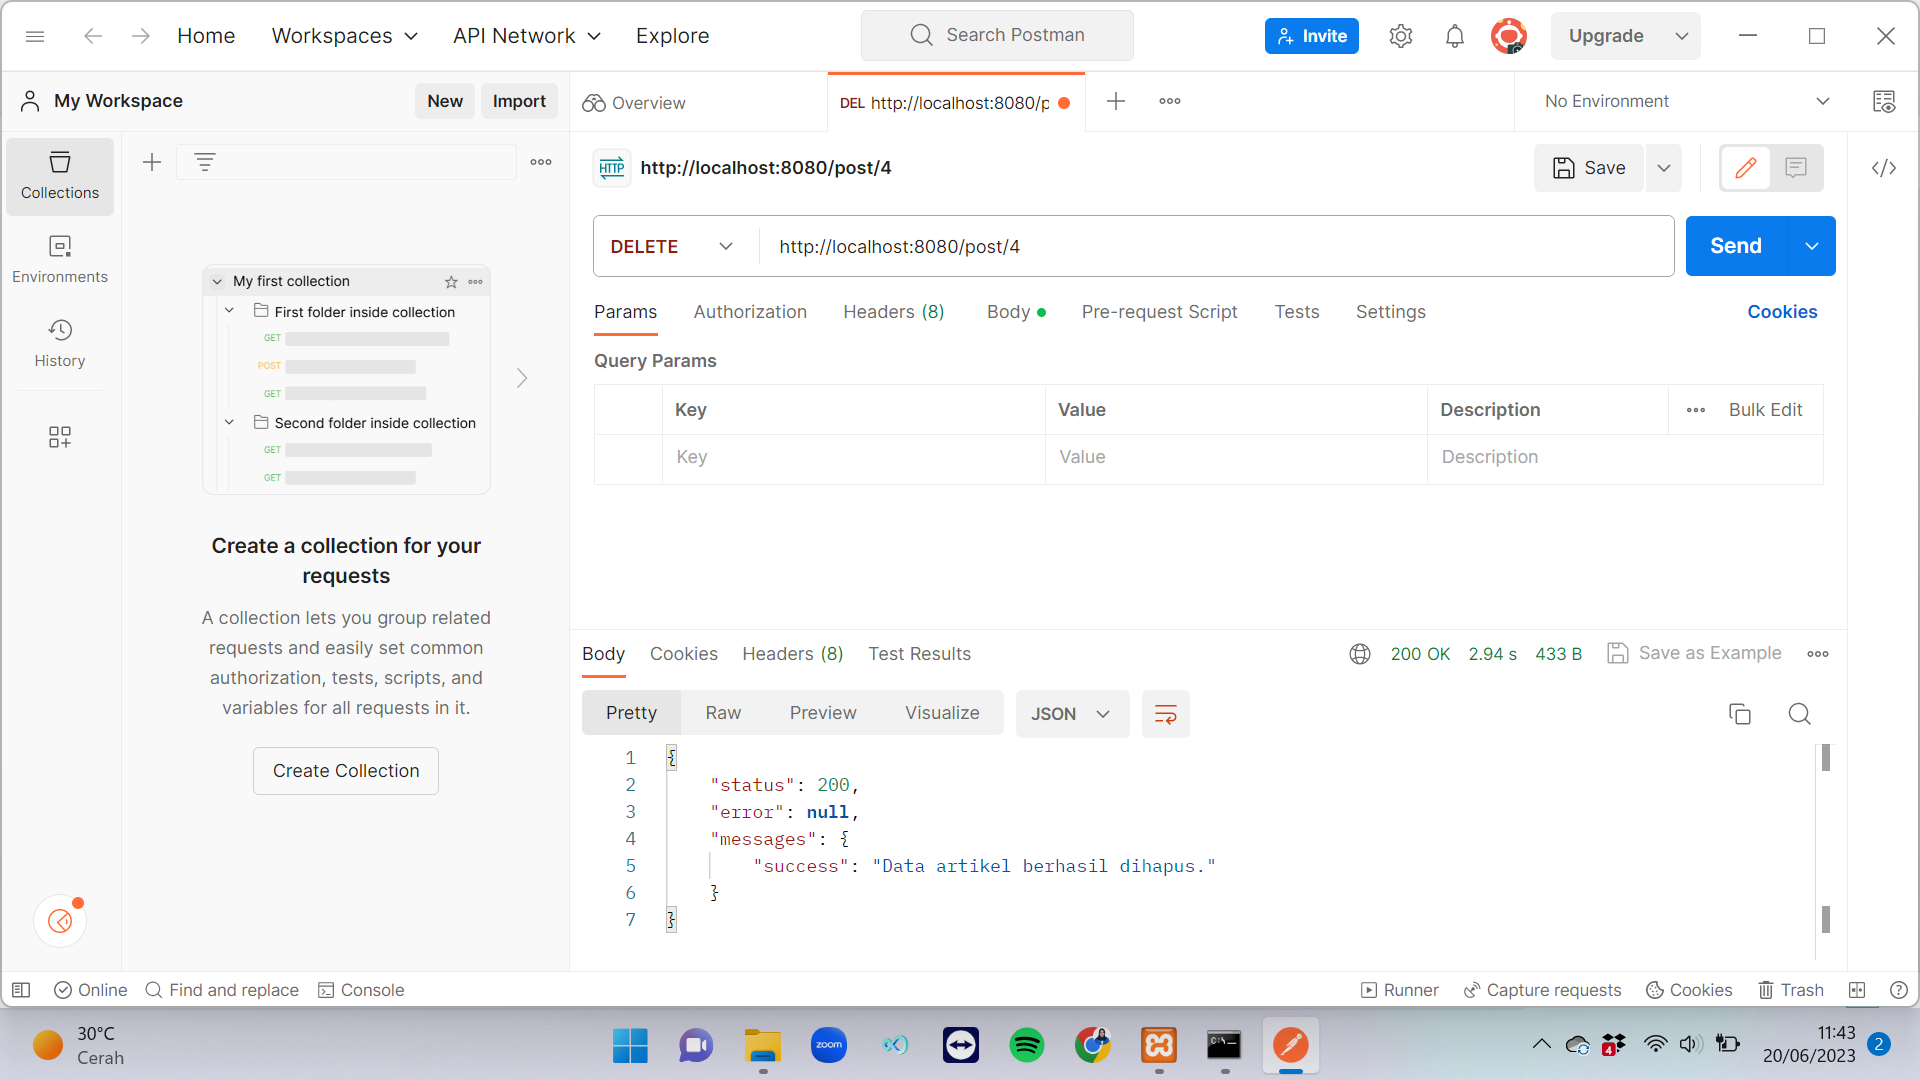 Home
Workspaces
API Network
Explore
Search Postman
Invite
Upgrade
My Workspace
New
Import
Overview
DEL http://localhost:8080/p
No Environment
Collections
Environments
History
My first collection
First folder inside collection
GET
POST
GET
Second folder inside collection
GET
GET
Create a collection for your
requests
A collection lets you group related
requests and easily set common
authorization, tests, scripts, and
variables for all requests in it.
Create Collection
HTTP
http://localhost:8080/post/4
Save
DELETE
http://localhost:8080/post/4
Send
Params
Authorization
Headers (8)
Body
Pre-request Script
Tests
Settings
Cookies
Query Params
Key
Value
Description
Bulk Edit
Key
Value
Description
Body
Cookies
Headers (8)
Test Results
200 OK
2.94 s
433 B
Save as Example
Pretty
Raw
Preview
Visualize
JSON
1 {
2 "status": 200,
3 "error": null,
4 "messages": {
5 "success": "Data artikel berhasil dihapus."
6 }
7 }
Online
Find and replace
Console
Runner
Capture requests
Cookies
Trash
30°C
Cerah
zoom
4
11:43
20/06/2023
2